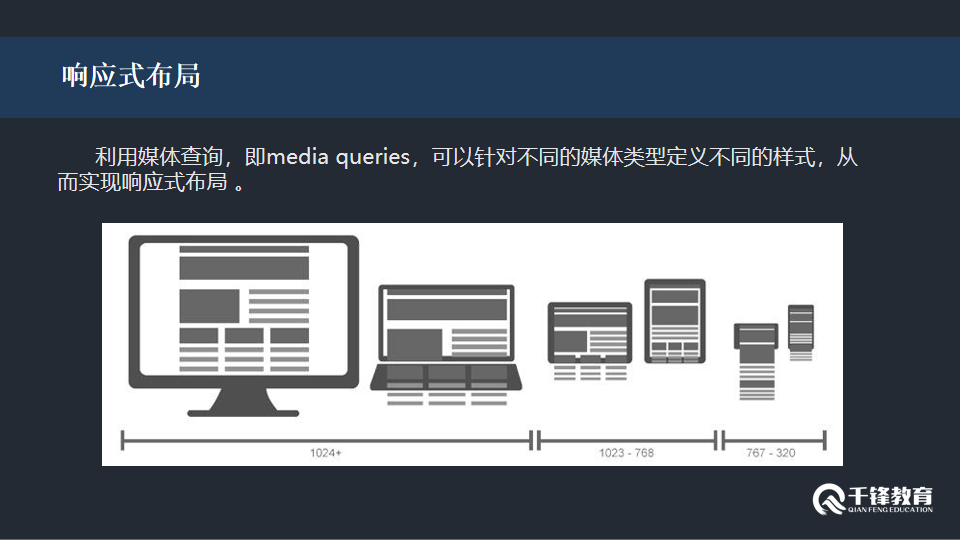 响应式布局
利用媒体查询，即media queries，可以针对不同的媒体类型定义不同的样式，从
而实现响应式布局 。
1024+
1023 - 768
767 - 320
千锋教育
QIAN FENG EDUCATION